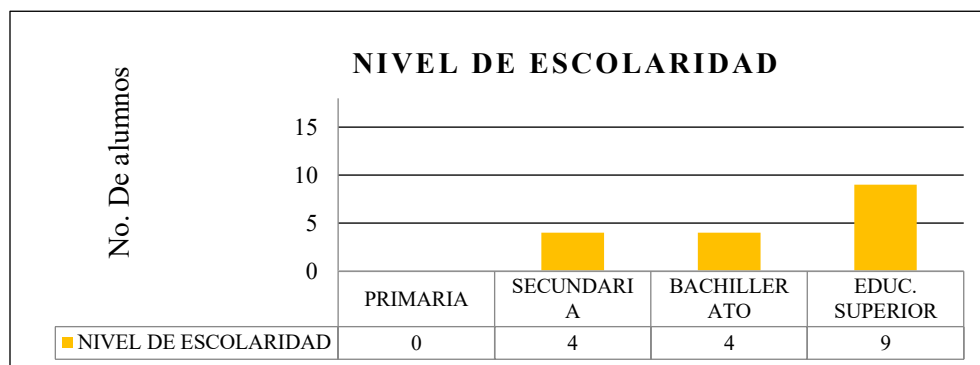 NIVEL DE ESCOLARIDAD
No. De alumnos
15
10
5
0
PRIMARIA
SECUNDARI
A
BACHILLER
ATO
EDUC.
SUPERIOR
NIVEL DE ESCOLARIDAD 0 4 4 9